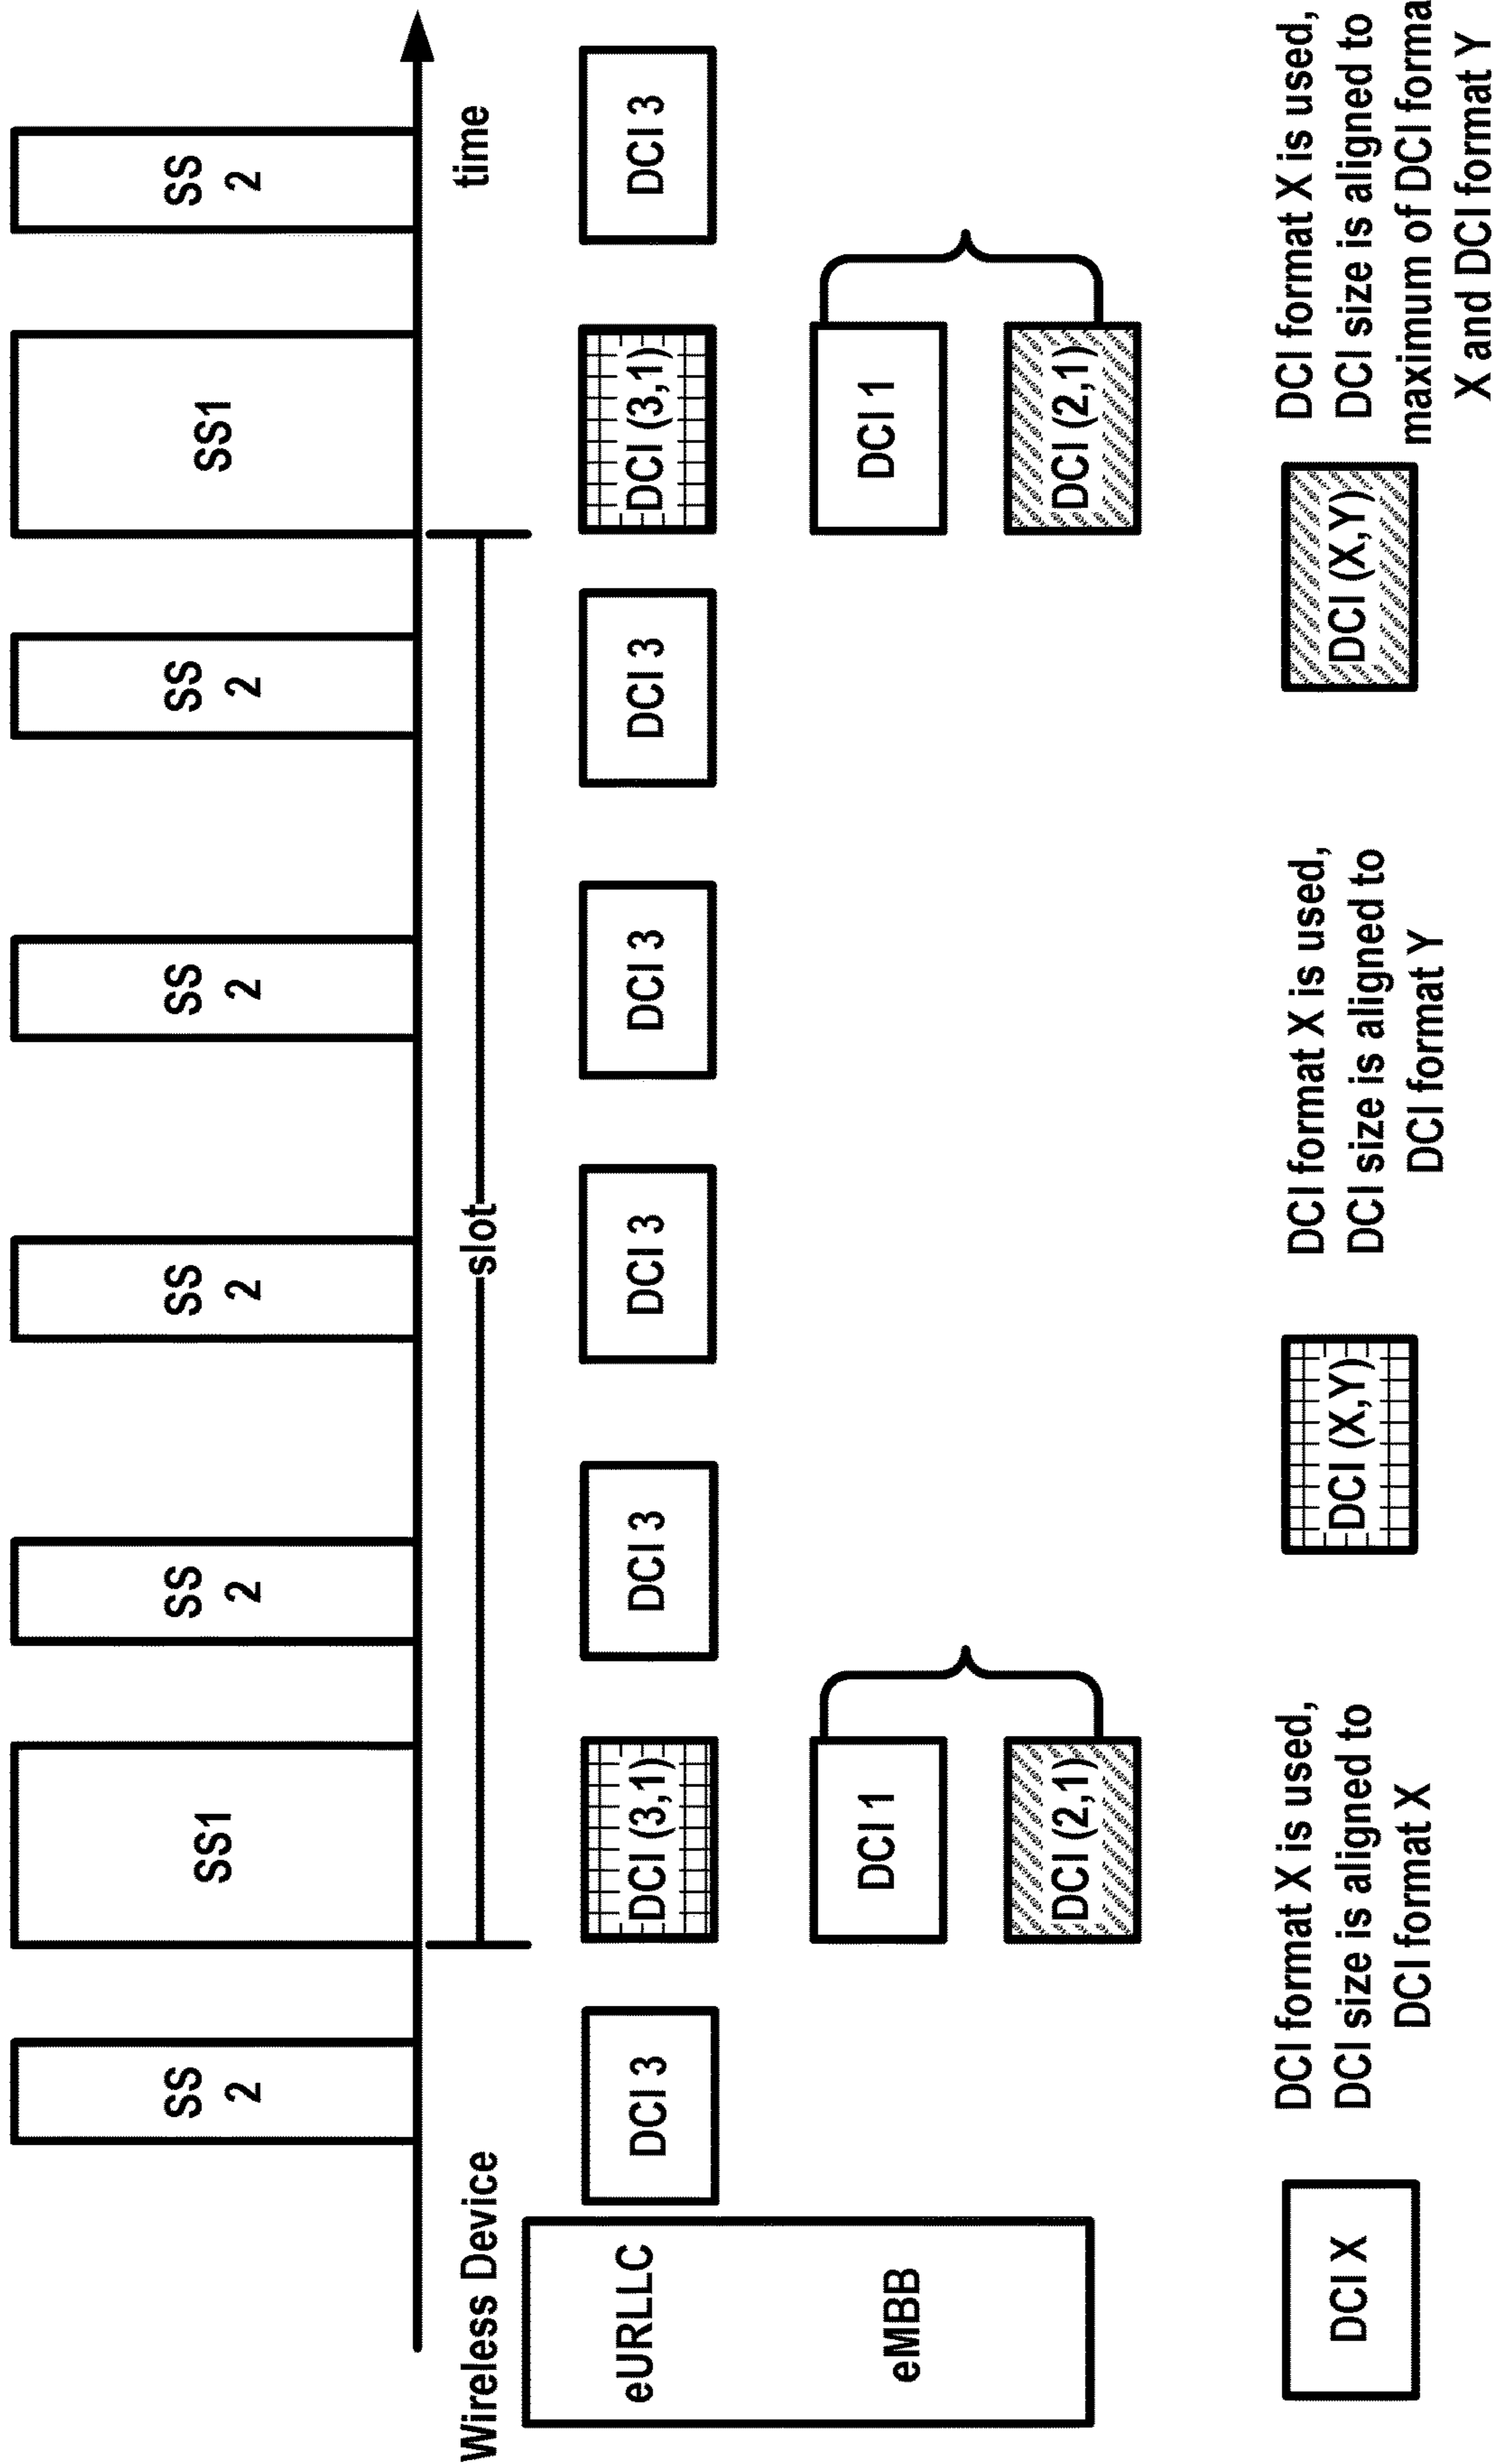 SS
2
SS1
SS
2
SS
2
SS
2
SS
2
SS1
SS
2
time
Wireless Device
slot
eURLLC
DCI 3
DCI (3,1)
DCI 3
DCI 3
DCI 3
DCI 3
DCI (3,1)
DCI 3
eMBB
DCI 1
DCI 1
DCI (2,1)
DCI (2,1)
DCI X
DCI format X is used,
DCI size is aligned to
DCI format X
DCI (X,Y)
DCI format X is used,
DCI size is aligned to
DCI format Y
DCI (X,Y)
DCI format X is used,
DCI size is aligned to
maximum of DCI forma
X and DCI format Y